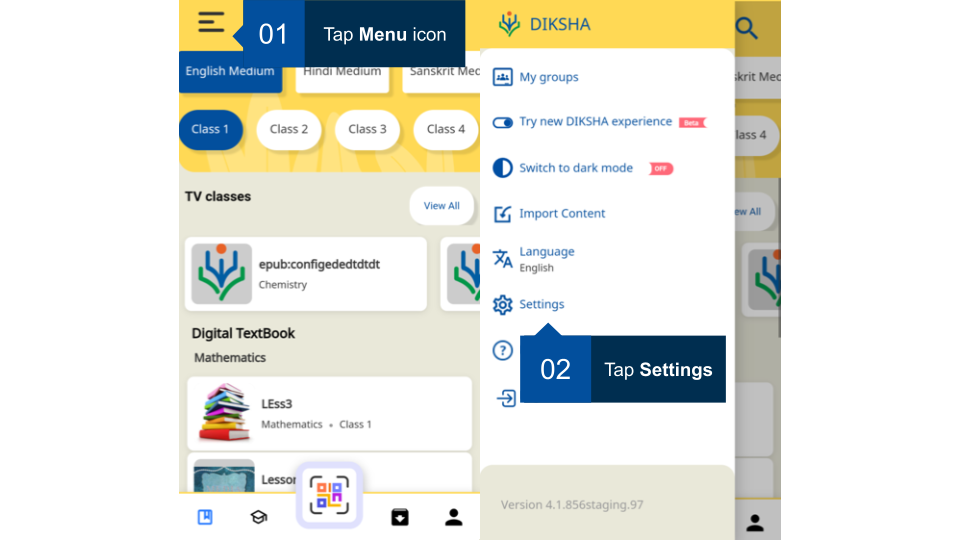 01
Tap Menu icon
English Medium
Hindi Medium
Sanskrit Med
Class 1
Class 2
Class 3
Class 4
TV classes
View All
epub:configededtdtdt
Chemistry
Digital TextBook
Mathematics
LEss3
Mathematics • Class 1
Lesson
DIKSHA
My groups
Try new DIKSHA experience
Beta
Switch to dark mode
OFF
Import Content
Language
English
Settings
?
02
Tap Settings
Version 4.1.856staging.97
skrit Med
lass 4
ew All